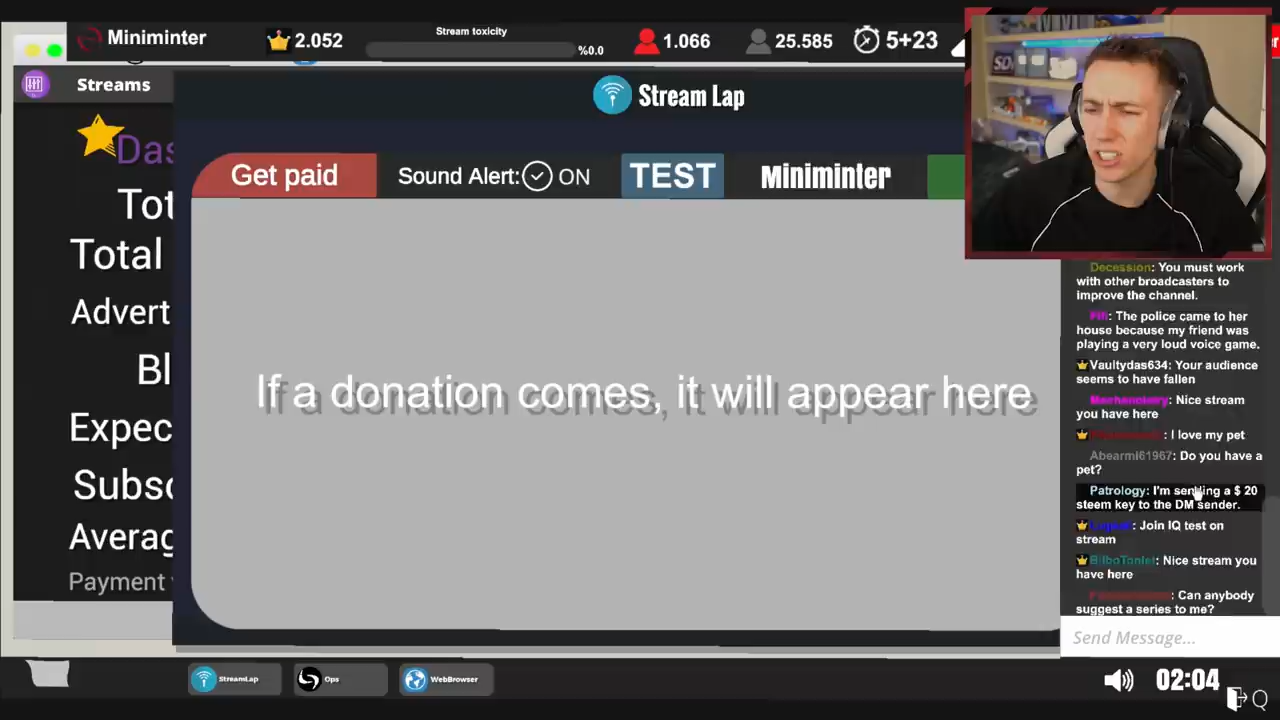 Miniminter
2.052
Stream toxicity
%0.0
1.066
25.585
5+23
Streams
Stream Lap
Get paid
Sound Alert: ON
TEST
Miniminter
Das
Tot
Total
Advert
Bl
Expec
Subsc
Averag
Payment
If a donation comes, it will appear here
Decession: You must work
with other broadcasters to
improve the channel.
Fifi: The police came to her
house because my friend was
playing a very loud voice game.
Vaultydas634: Your audience
seems to have fallen
: Nice stream
you have here
: I love my pet
Abearmi61967: Do you have a
pet?
Patrology: I'm sending a $ 20
steem key to the DM sender.
: Join IQ test on
stream
BilboTonlet: Nice stream you
have here
: Can anybody
suggest a series to me?
Send Message...
StreamLap
Ops
WebBrowser
02:04
Q